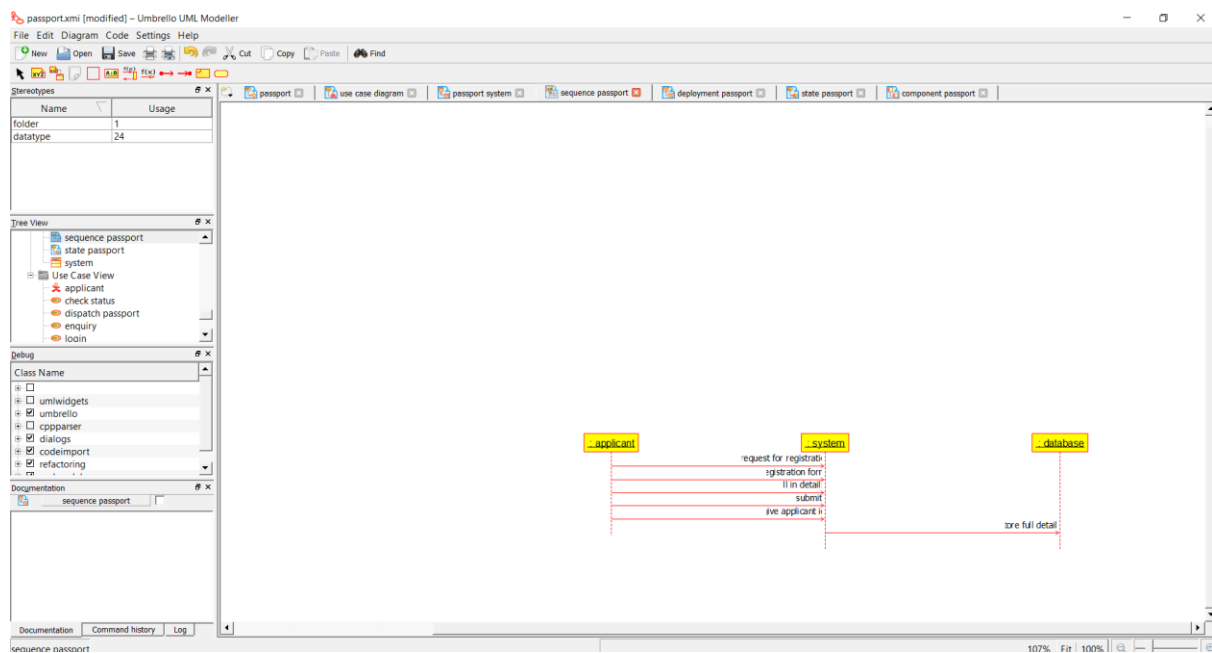 passport.xmi [modified] – Umbrello UML Modeller
File Edit Diagram Code Settings Help
New Open Save Cut Copy Paste Find
Stereotypes
Name Usage
folder 1
datatype 24
passport use case diagram passport system sequence passport deployment passport state passport component passport
Tree View
sequence passport
state passport
system
Use Case View
applicant
check status
dispatch passport
enquiry
login
Debug
Class Name
umlwidgets
umbrello
cppparser
dialogs
codeimport
refactoring
Documentation
sequence passport
: applicant : system : database
request for registrati
gistration forr
ll in detail
submit
ive applicant i
ore full detail
Documentation Command history Log
sequence passport 107% Fit 100%